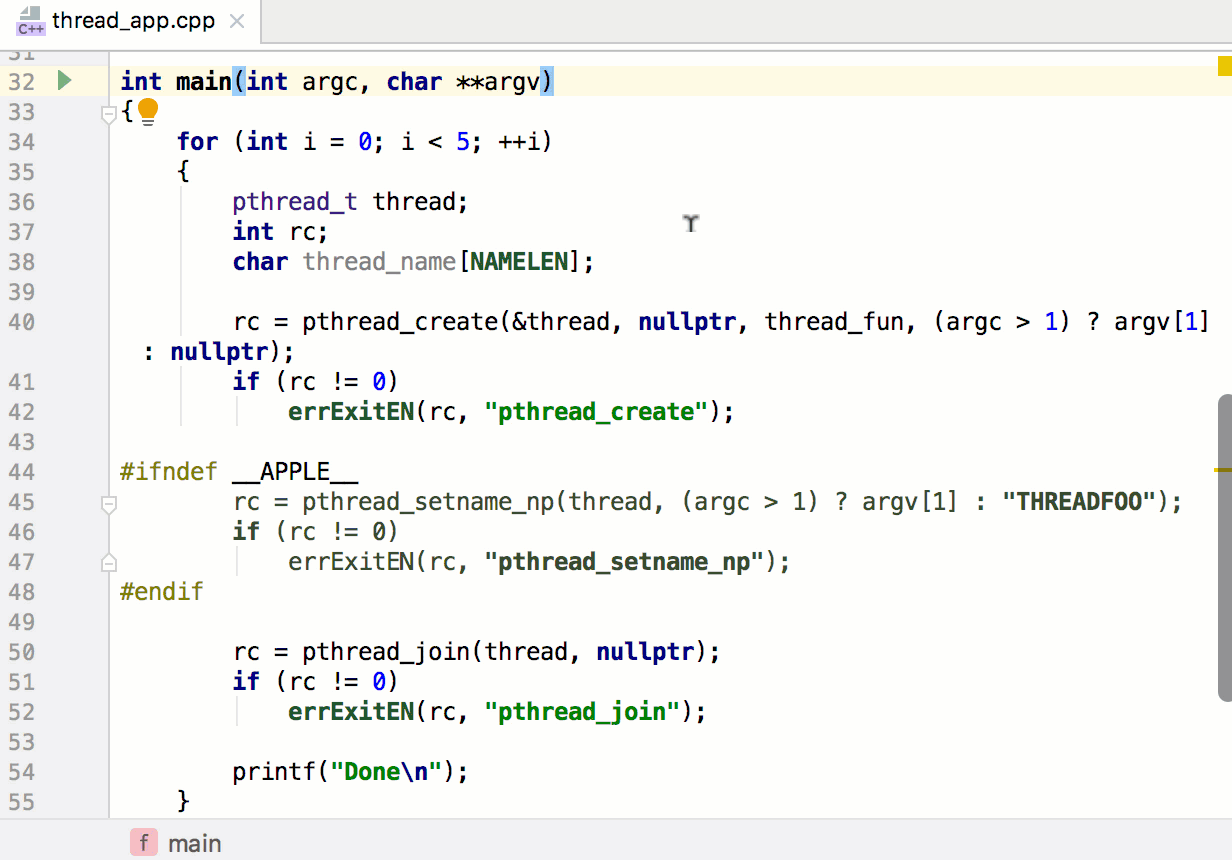 C++ thread_app.cpp ×
31
32 int main(int argc, char **argv)
33 {
34     for (int i = 0; i < 5; ++i)
35     {
36         pthread_t thread;
37         int rc;
38         char thread_name[NAMELEN];
39
40         rc = pthread_create(&thread, nullptr, thread_fun, (argc > 1) ? argv[1]
: nullptr);
41         if (rc != 0)
42             errExitEN(rc, "pthread_create");
43
44 #ifndef __APPLE__
45         rc = pthread_setname_np(thread, (argc > 1) ? argv[1] : "THREADFOO");
46         if (rc != 0)
47             errExitEN(rc, "pthread_setname_np");
48 #endif
49
50         rc = pthread_join(thread, nullptr);
51         if (rc != 0)
52             errExitEN(rc, "pthread_join");
53
54         printf("Done\n");
55     }
f main